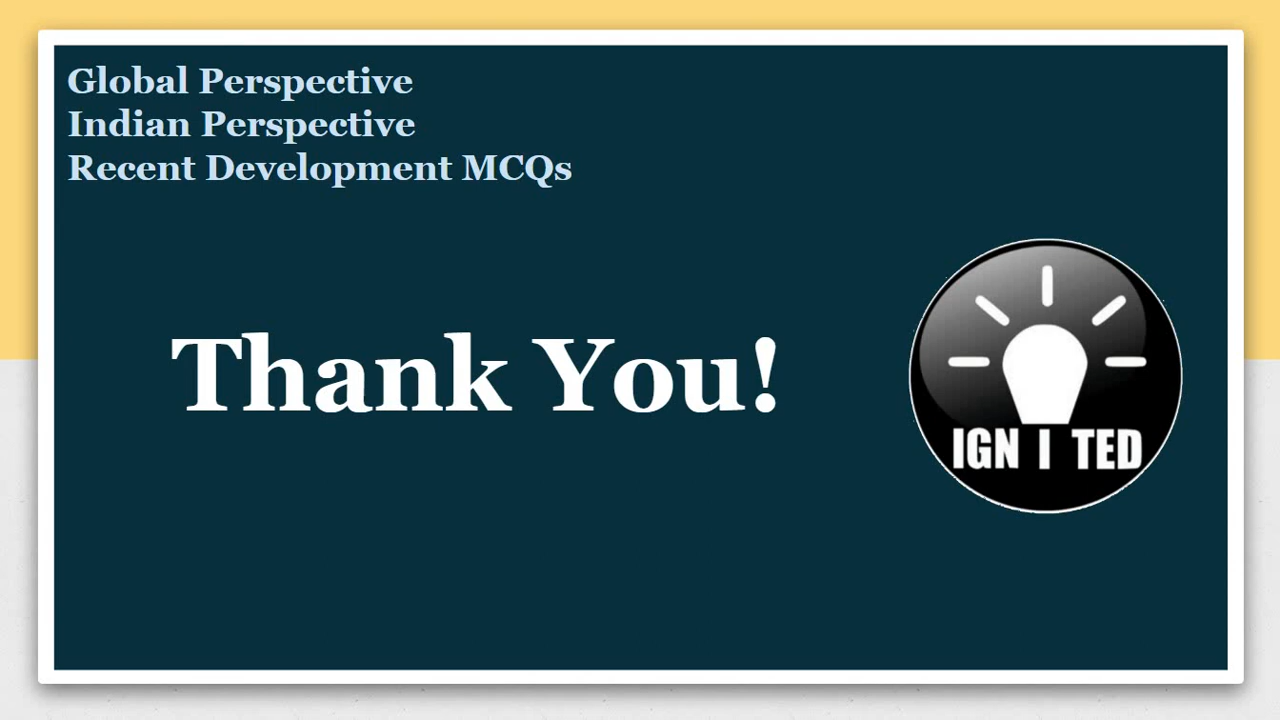 Global Perspective
Indian Perspective
Recent Development MCQs
Thank You!
IGN I TED